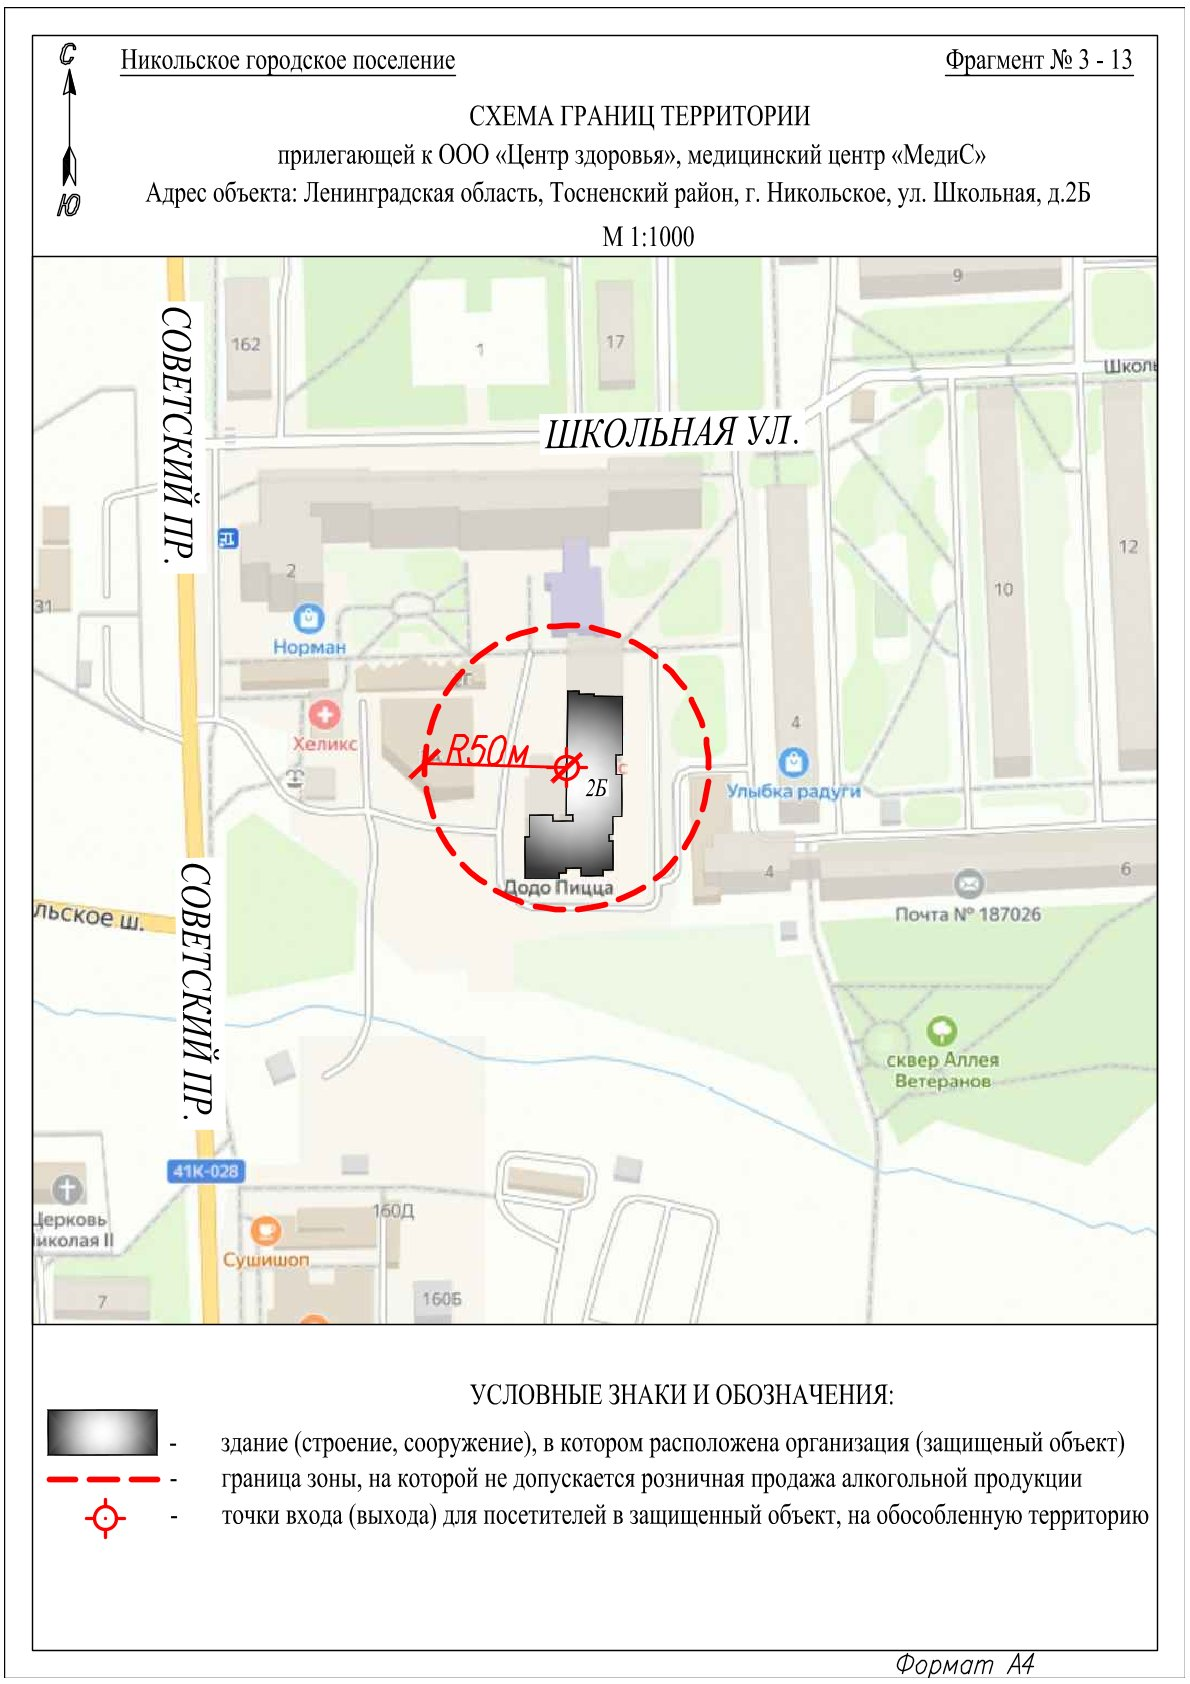 С
Никольское городское поселение
Фрагмент № 3 - 13
СХЕМА ГРАНИЦ ТЕРРИТОРИИ
прилегающей к ООО «Центр здоровья», медицинский центр «МедиС»
Ю
Адрес объекта: Ленинградская область, Тосненский район, г. Никольское, ул. Школьная, д.2Б
М 1:1000
9
СОВЕТСКИЙ ПР.
162
1
17
Школь
ШКОЛЬНАЯ УЛ.
2
12
10
31
Норман
4
Хеликс
R50м
2Б
Улыбка радуги
4
6
Додо Пицца
Почта № 187026
льское ш.
СОВЕТСКИЙ ПР.
сквер Аллея
Ветеранов
41К-028
160Д
Церковь
иколая II
Сушишоп
7
160Б
УСЛОВНЫЕ ЗНАКИ И ОБОЗНАЧЕНИЯ:
- здание (строение, сооружение), в котором расположена организация (защищеный объект)
- граница зоны, на которой не допускается розничная продажа алкогольной продукции
- точки входа (выхода) для посетителей в защищенный объект, на обособленную территорию
Формат А4